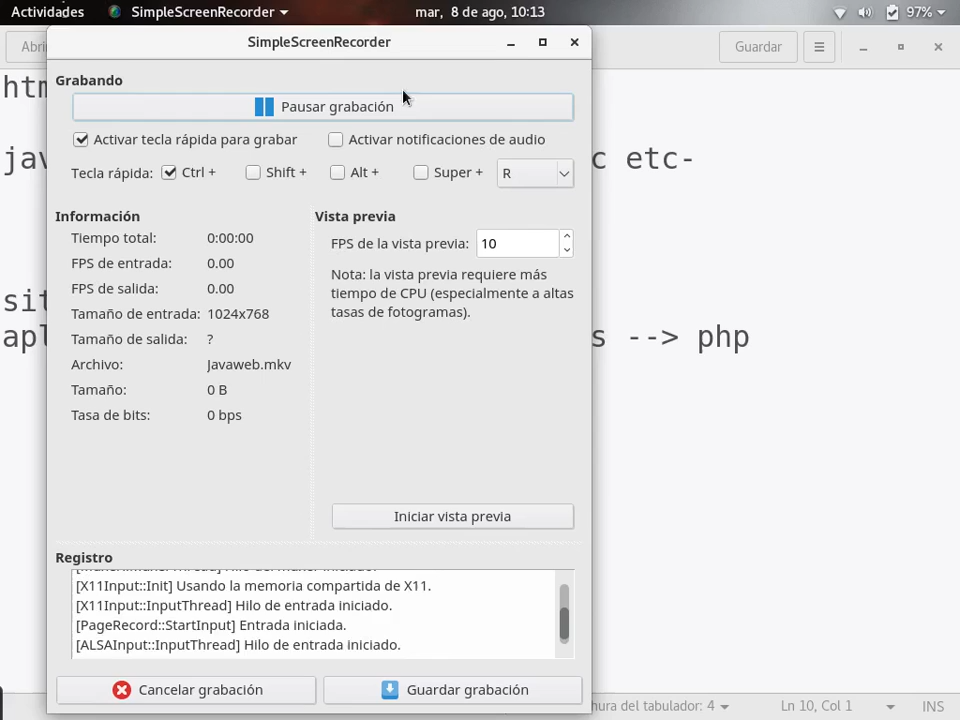 Actividades SimpleScreenRecorder mar, 8 de ago, 10:13 97%
Abri Guardar
SimpleScreenRecorder
Grabando
Pausar grabación
Activar tecla rápida para grabar Activar notificaciones de audio
Tecla rápida: Ctrl + Shift + Alt + Super + R
Información
Tiempo total: 0:00:00
FPS de entrada: 0.00
FPS de salida: 0.00
Tamaño de entrada: 1024x768
Tamaño de salida: ?
Archivo: Javaweb.mkv
Tamaño: 0 B
Tasa de bits: 0 bps
Vista previa
FPS de la vista previa: 10
Nota: la vista previa requiere más
tiempo de CPU (especialmente a altas
tasas de fotogramas).
Iniciar vista previa
Registro
[X11Input::Init] Usando la memoria compartida de X11.
[X11Input::InputThread] Hilo de entrada iniciado.
[PageRecord::StartInput] Entrada iniciada.
[ALSAInput::InputThread] Hilo de entrada iniciado.
Cancelar grabación Guardar grabación
htm
jav c etc-
sit
apl s --> php
hura del tabulador: 4 Ln 10, Col 1 INS